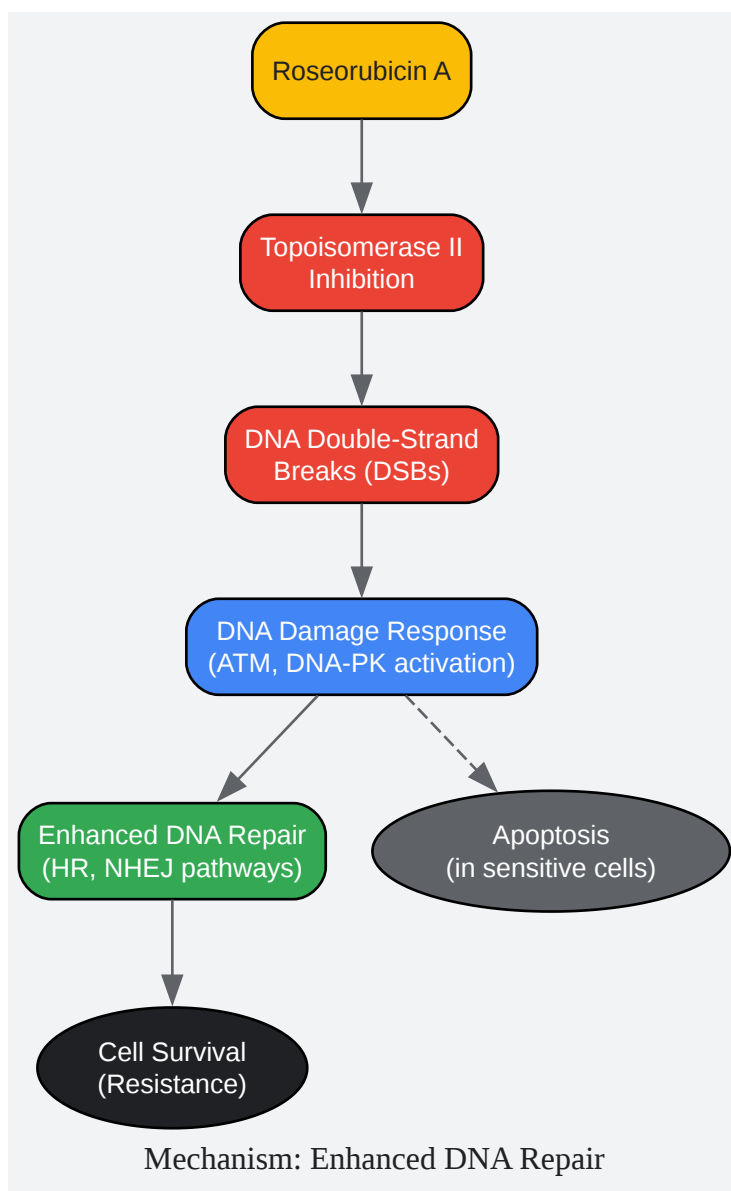 Roseorubicin A
Topoisomerase II
Inhibition
DNA Double-Strand
Breaks (DSBs)
DNA Damage Response
(ATM, DNA-PK activation)
Enhanced DNA Repair
(HR, NHEJ pathways)
Apoptosis
(in sensitive cells)
Cell Survival
(Resistance)
Mechanism: Enhanced DNA Repair